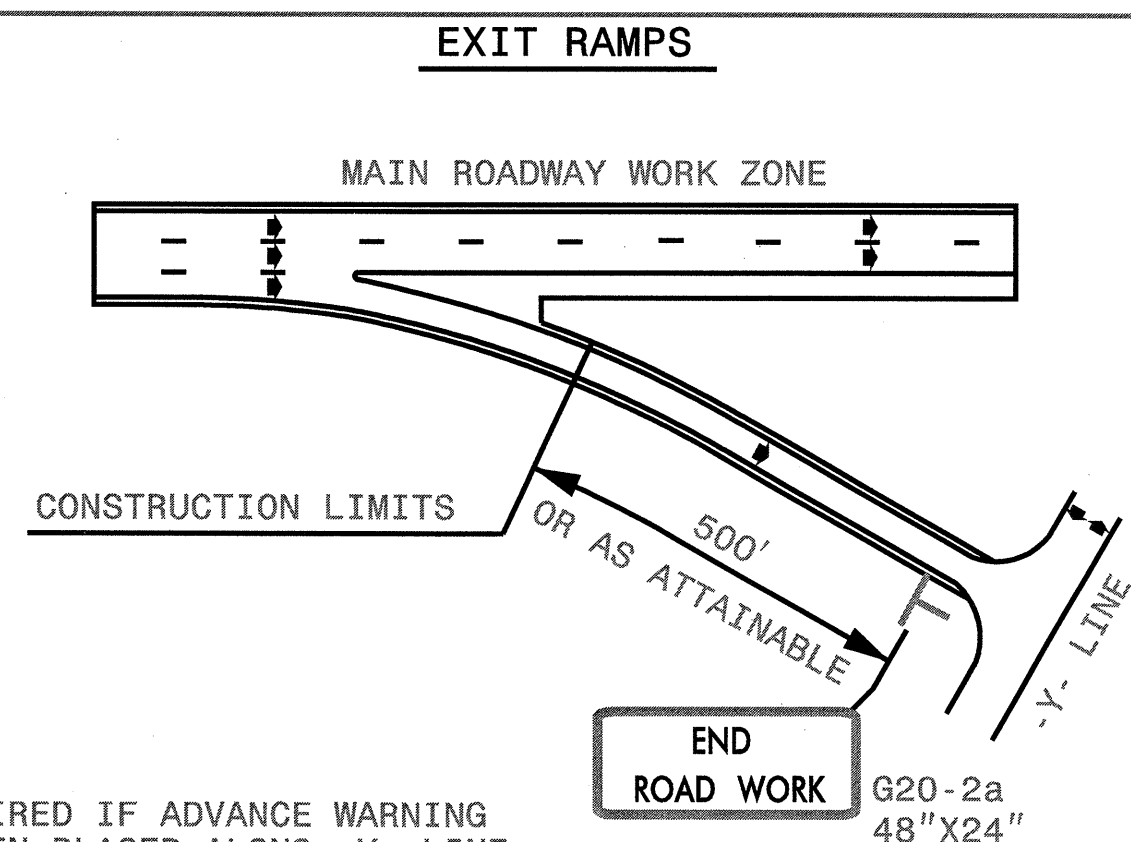 EXIT RAMPS
MAIN ROADWAY WORK ZONE
CONSTRUCTION LIMITS
500'
OR AS ATTAINABLE
-Y- LINE
END
ROAD WORK
G20-2a
48"X24"
IF ADVANCE WARNING